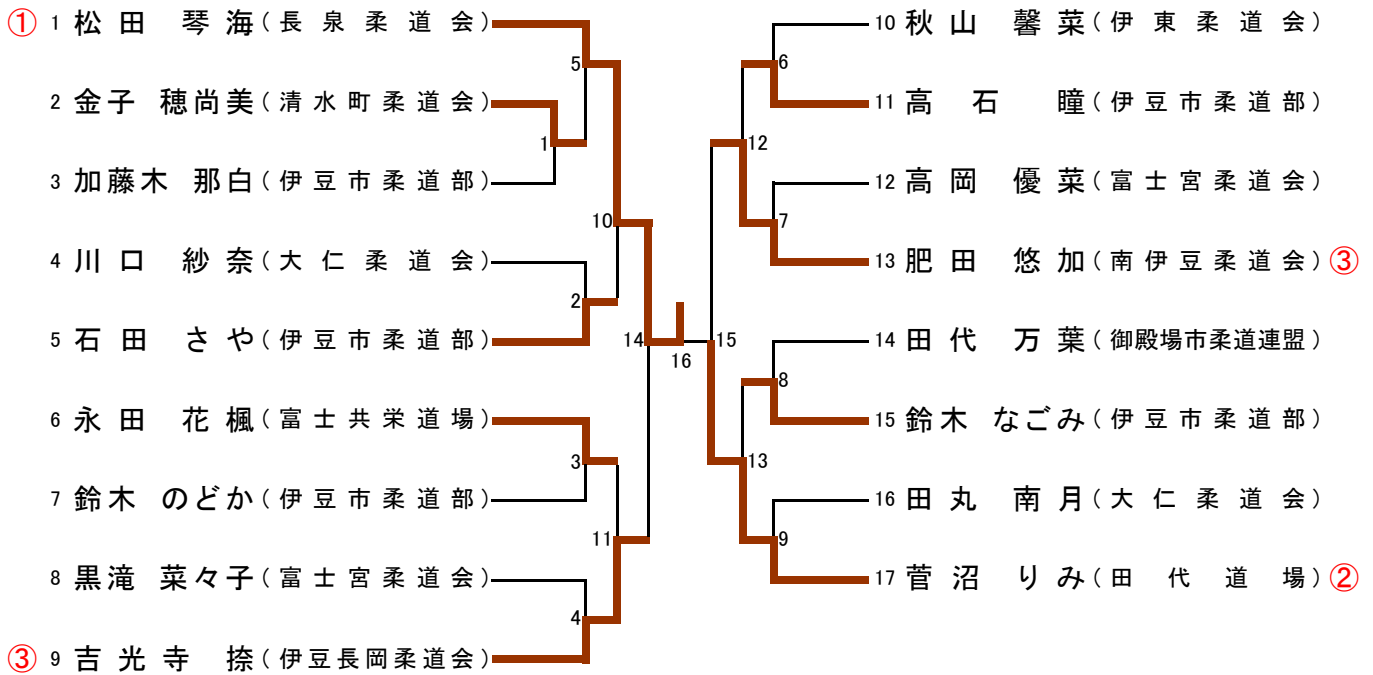 ① 1 松田 琴海(長泉柔道会)
2 金子 穂尚美(清水町柔道会)
3 加藤木 那白(伊豆市柔道部)
4 川口 紗奈(大仁柔道会)
5 石田 さや(伊豆市柔道部)
6 永田 花楓(富士共栄道場)
7 鈴木 のどか(伊豆市柔道部)
8 黒滝 菜々子(富士宮柔道会)
③ 9 吉光寺 捺(伊豆長岡柔道会)
5
1
10
2
14
3
11
4
16
6
12
7
15
8
13
9
10 秋山 馨菜(伊東柔道会)
11 高石 瞳(伊豆市柔道部)
12 高岡 優菜(富士宮柔道会)
13 肥田 悠加(南伊豆柔道会) ③
14 田代 万葉(御殿場市柔道連盟)
15 鈴木 なごみ(伊豆市柔道部)
16 田丸 南月(大仁柔道会)
17 菅沼 りみ(田代道場) ②